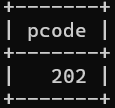 +-------+
| pcode |
+-------+
|   202 |
+-------+